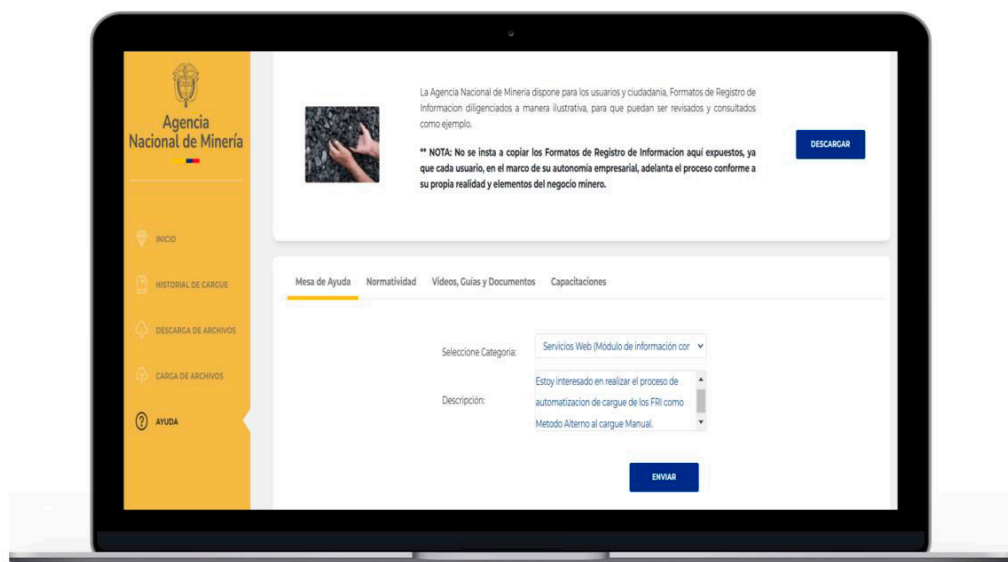 Agencia
Nacional de Minería
INICIO
HISTORIAL DE CARGUE
DESCARGA DE ARCHIVOS
CARGA DE ARCHIVOS
AYUDA
La Agencia Nacional de Mineria dispone para los usuarios y ciudadanía, Formatos de Registro de
Informacion diligenciados a manera ilustrativa, para que puedan ser revisados y consultados
como ejemplo.
** NOTA: No se insta a copiar los Formatos de Registro de Informacion aquí expuestos, ya
que cada usuario, en el marco de su autonomía empresarial, adelanta el proceso conforme a
su propia realidad y elementos del negocio minero.
DESCARGAR
Mesa de Ayuda Normatividad Videos, Guías y Documentos Capacitaciones
Seleccione Categoria: Servicios Web (Módulo de información cor
Descripción:
Estoy interesado en realizar el proceso de
automatizacion de cargue de los FRI como
Metodo Alterno al cargue Manual.
ENVIAR